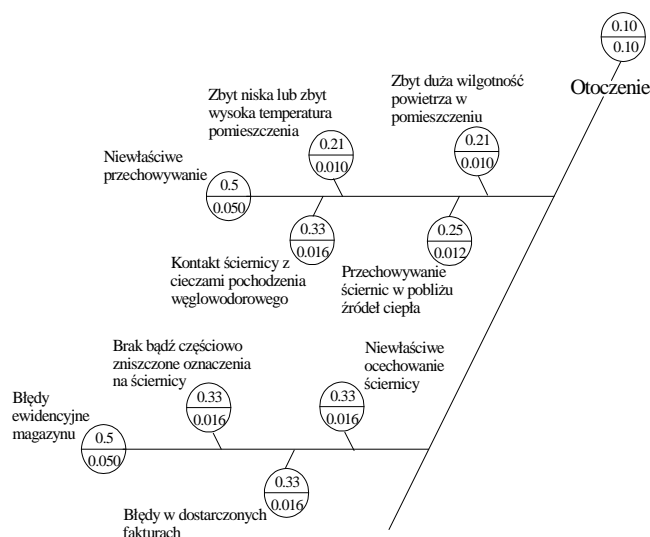 0.10
0.10
Otoczenie
Zbyt niska lub zbyt
wysoka temperatura
pomieszczenia
Zbyt duża wilgotność
powietrza w
pomieszczeniu
0.21
0.010
0.21
0.010
Niewłaściwe
przechowywanie
0.5
0.050
0.33
0.016
0.25
0.012
Kontakt ściernicy z
cieczami pochodzenia
węglowodorowego
Przechowywanie
ściernic w pobliżu
źródeł ciepła
Brak bądź częściowo
zniszczone oznaczenia
na ściernicy
Niewłaściwe
ocechowanie
ściernicy
0.33
0.016
0.33
0.016
Błędy
ewidencyjne
magazynu
0.5
0.050
0.33
0.016
Błędy w dostarczonych
fakturach